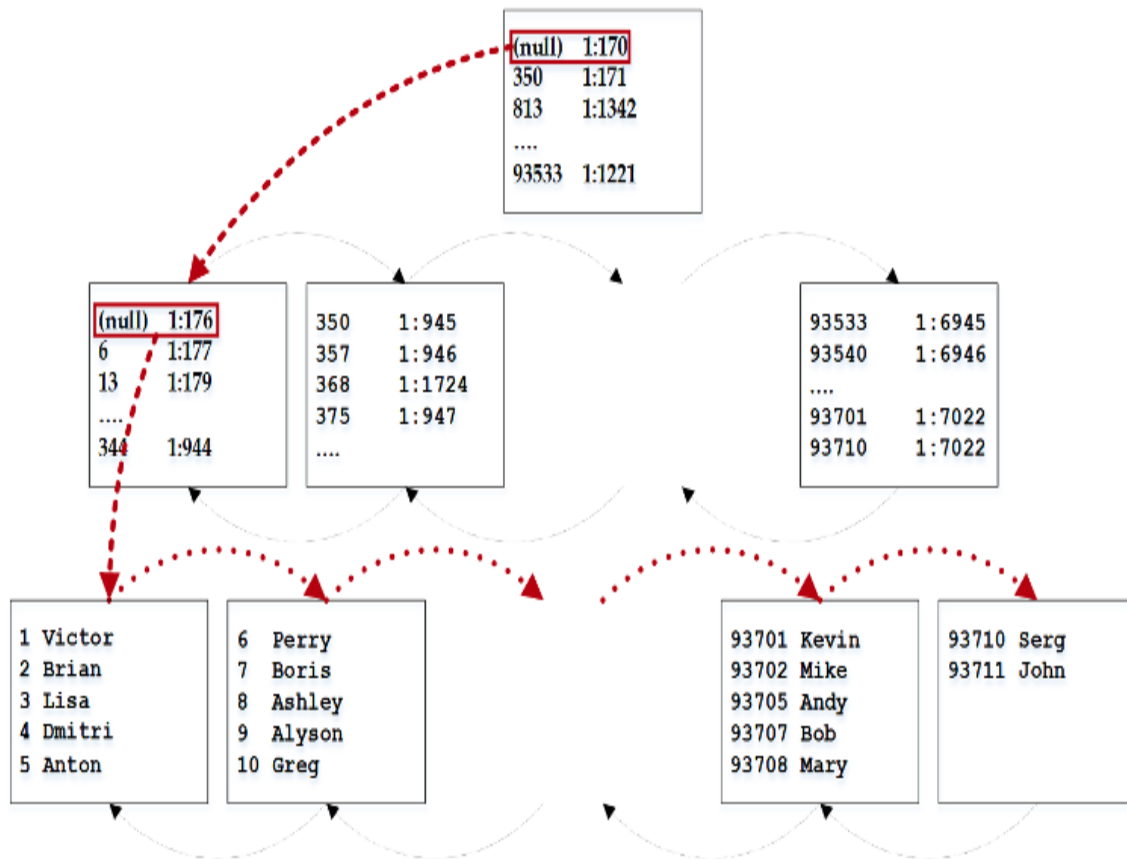 (null) 1:170
350 1:171
813 1:1342
....
93533 1:1221
(null) 1:176
6 1:177
13 1:179
....
344 1:944
350 1:945
357 1:946
368 1:1724
375 1:947
....
93533 1:6945
93540 1:6946
....
93701 1:7022
93710 1:7022
1 Victor
2 Brian
3 Lisa
4 Dmitri
5 Anton
6 Perry
7 Boris
8 Ashley
9 Alyson
10 Greg
93701 Kevin
93702 Mike
93705 Andy
93707 Bob
93708 Mary
93710 Serg
93711 John